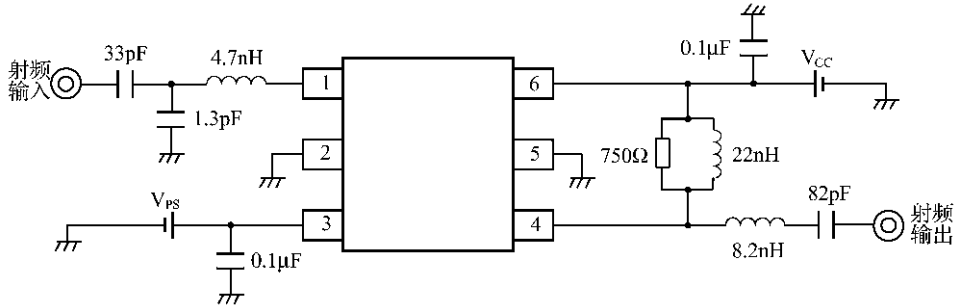 射频
输入
33pF
4.7nH
1.3pF
1
2
3
V_PS
0.1μF
6
5
4
0.1μF
V_CC
750Ω
22nH
82pF
8.2nH
射频
输出